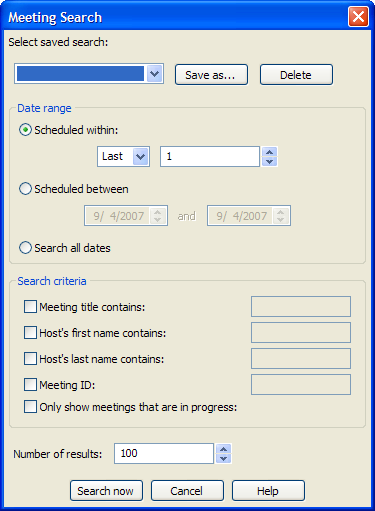 Meeting Search
Select saved search:
Save as... Delete
Date range
Scheduled within:
Last 1
Scheduled between
9/ 4/2007 and 9/ 4/2007
Search all dates
Search criteria
Meeting title contains:
Host's first name contains:
Host's last name contains:
Meeting ID:
Only show meetings that are in progress:
Number of results: 100
Search now Cancel Help